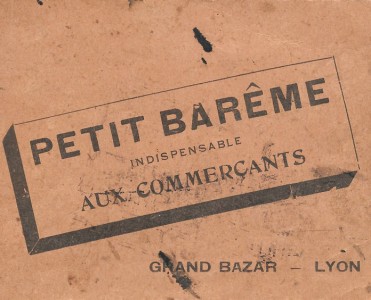 PETIT BARÊME
INDISPENSABLE
AUX COMMERÇANTS
GRAND BAZAR – LYON